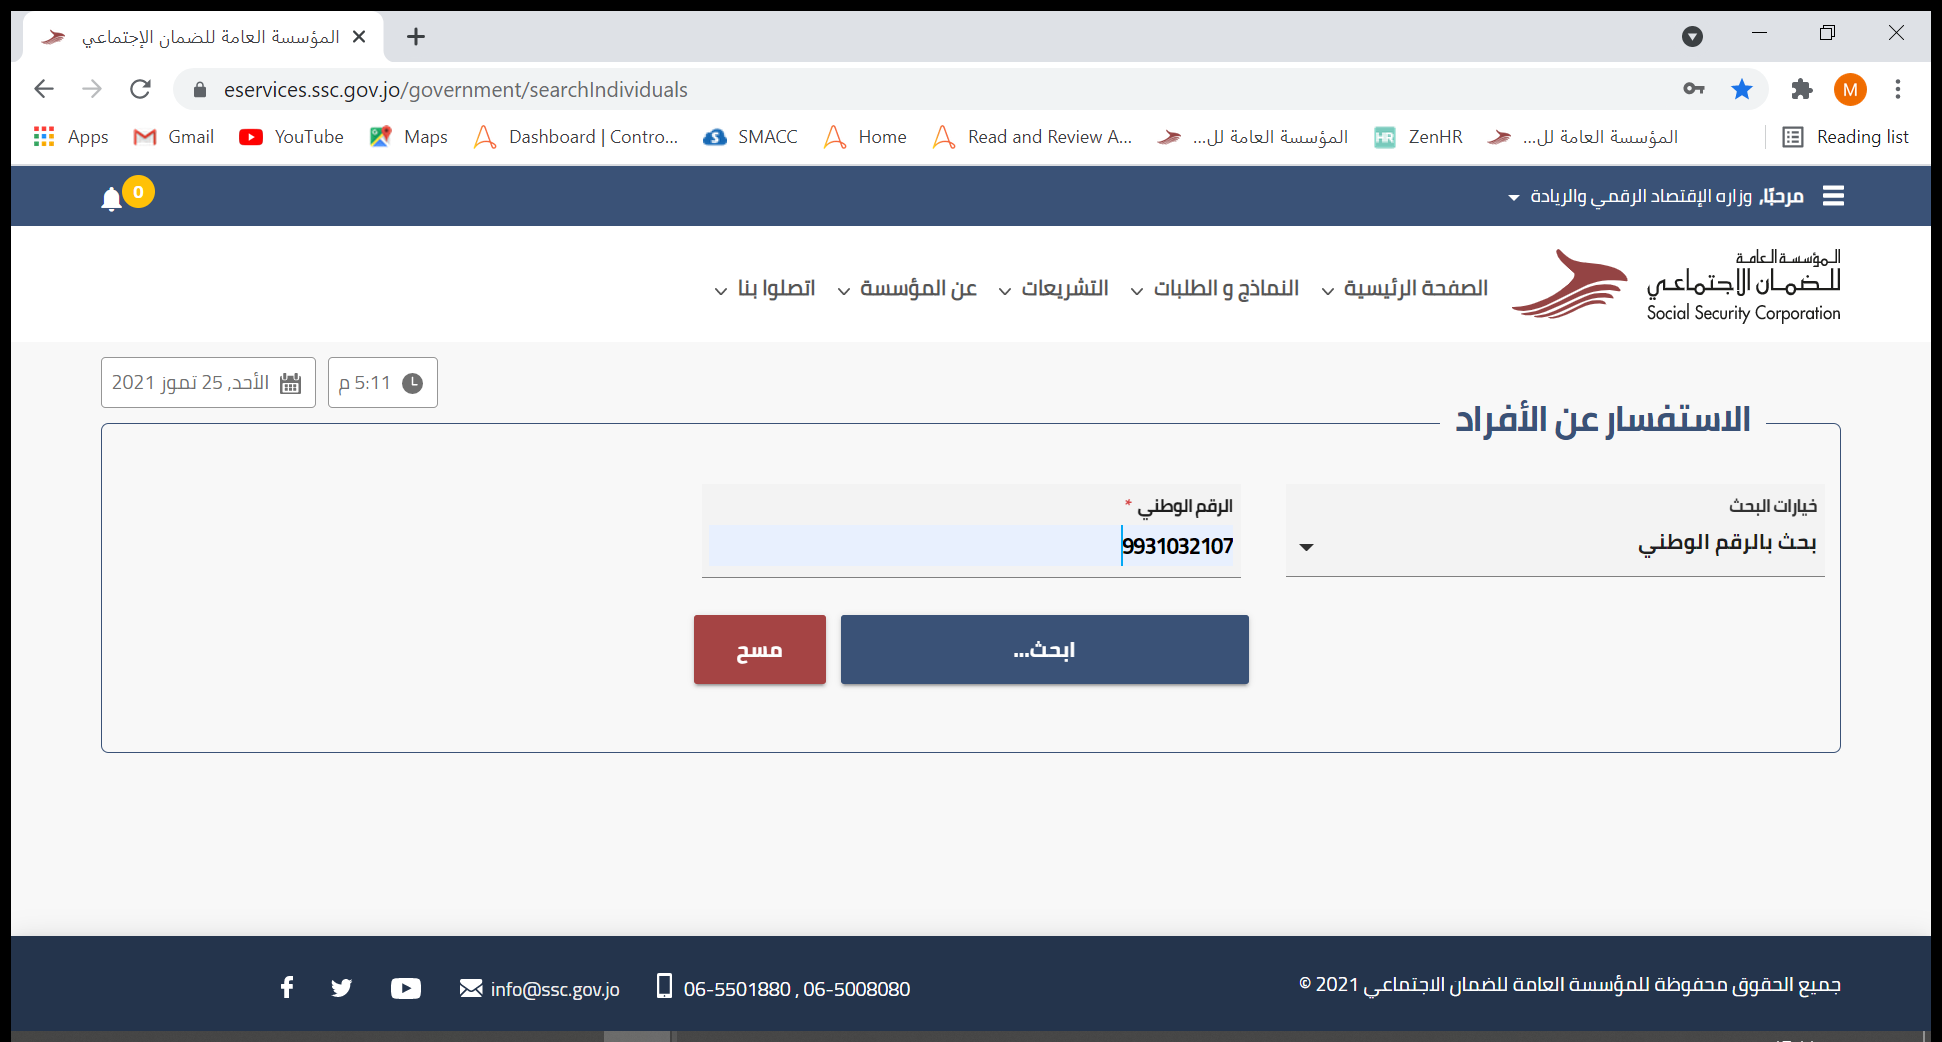 المؤسسة العامة للضمان الإجتماعي
eservices.ssc.gov.jo/government/searchIndividuals
M
Apps
Gmail
YouTube
Maps
Dashboard | Contro...
SMACC
Home
Read and Review A...
المؤسسة العامة لل...
HR ZenHR
المؤسسة العامة لل...
Reading list
0
مرحبًا, وزاره الإقتصاد الرقمي والريادة
المؤسسة العامة
للضمان الاجتماعي
Social Security Corporation
الصفحة الرئيسية
النماذج و الطلبات
التشريعات
عن المؤسسة
اتصلوا بنا
5:11 م
الأحد, 25 تموز 2021
الاستفسار عن الأفراد
خيارات البحث
بحث بالرقم الوطني
الرقم الوطني *
9931032107
ابحث...
مسح
جميع الحقوق محفوظة للمؤسسة العامة للضمان الاجتماعي 2021 ©
06-5501880 , 06-5008080
info@ssc.gov.jo